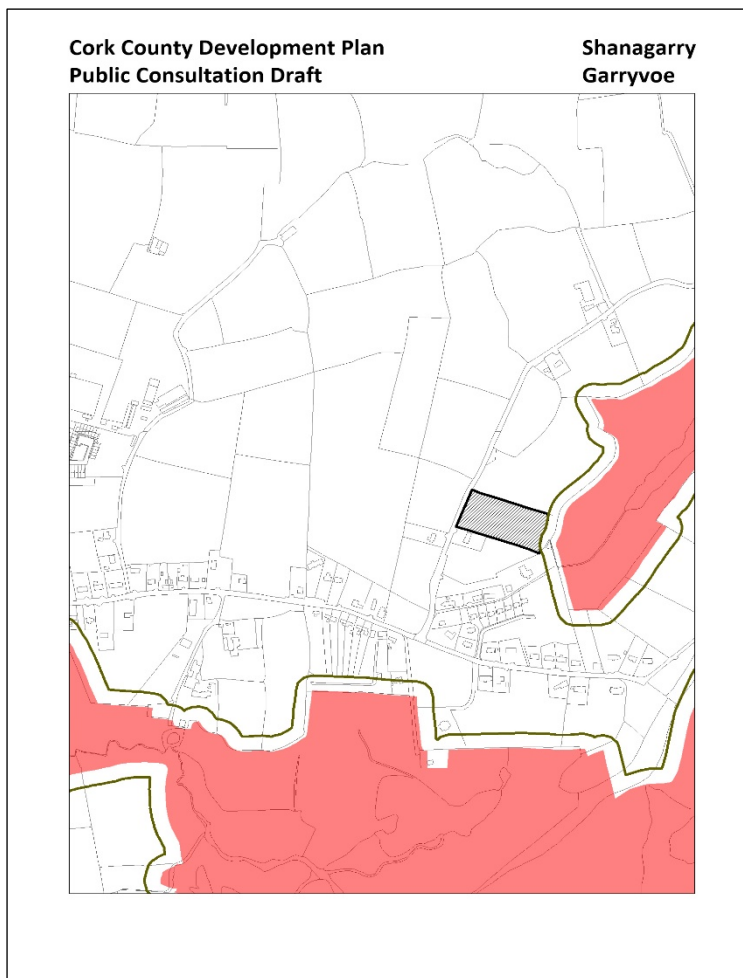 Cork County Development Plan
Public Consultation Draft
Shanagarry
Garryvoe